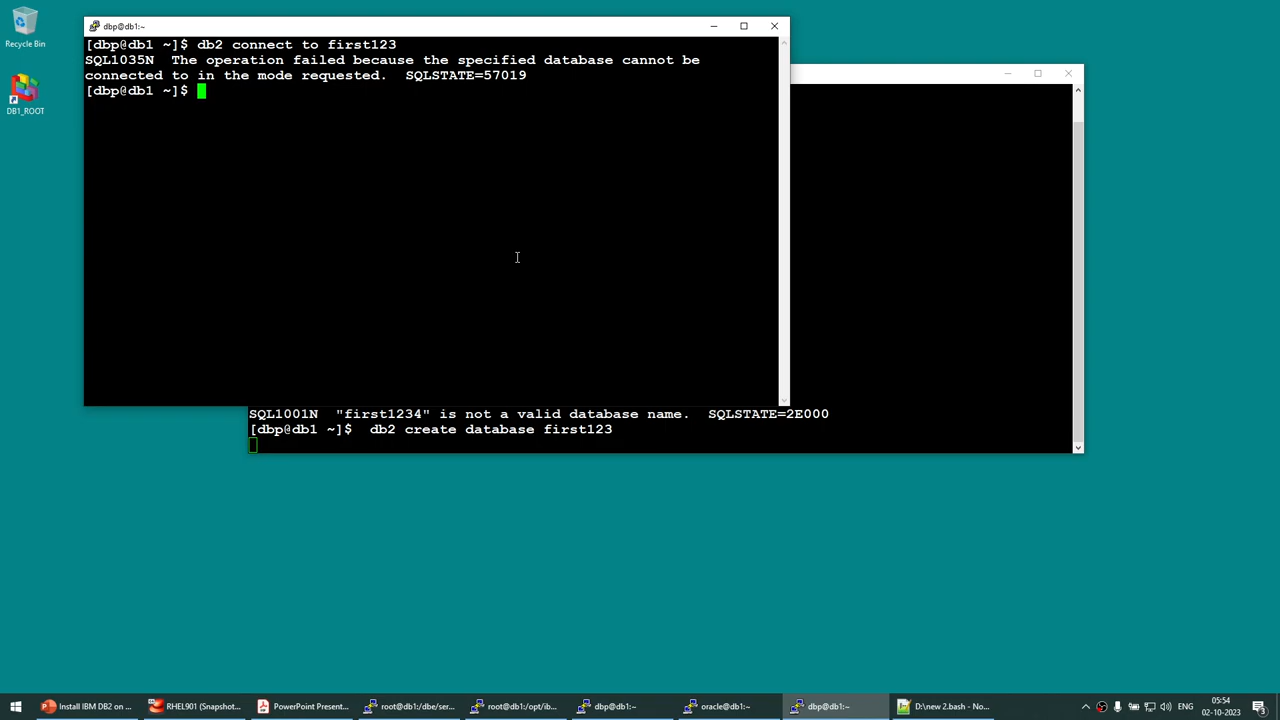 Recycle Bin
DB1_ROOT
dbp@db1:~
[dbp@db1 ~]$ db2 connect to first123
SQL1035N  The operation failed because the specified database cannot be
connected to in the mode requested.  SQLSTATE=57019
[dbp@db1 ~]$
SQL1001N  "first1234" is not a valid database name.  SQLSTATE=2E000
[dbp@db1 ~]$  db2 create database first123
Install IBM DB2 on ...
RHEL901 (Snapshot...
PowerPoint Present...
root@db1:/dbe/ser...
root@db1:/opt/ib...
dbp@db1:~
oracle@db1:~
dbp@db1:~
D:\new 2.bash - No...
ENG
05:54
02-10-2023